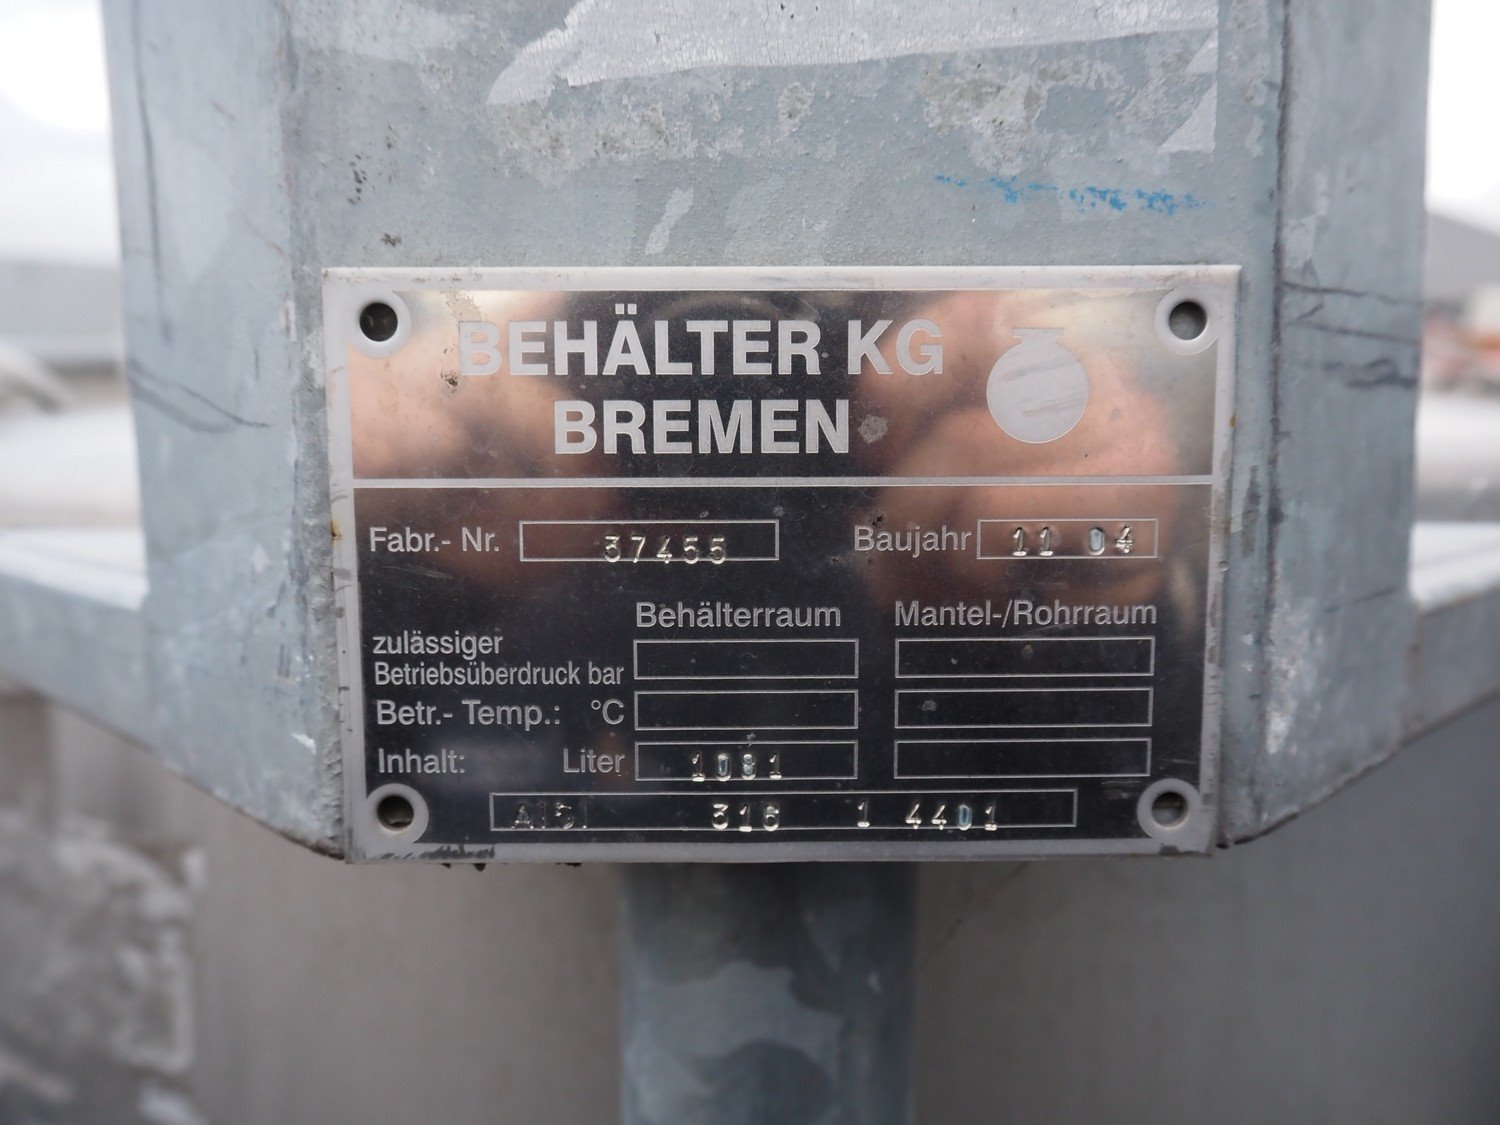 BEHÄLTER KG
BREMEN
Fabr.- Nr. 37455 Baujahr 11 04
Behälterraum Mantel-/Rohrraum
zulässiger
Betriebsüberdruck bar
Betr.- Temp.: °C
Inhalt: Liter 1081
AISI 316 1 4401